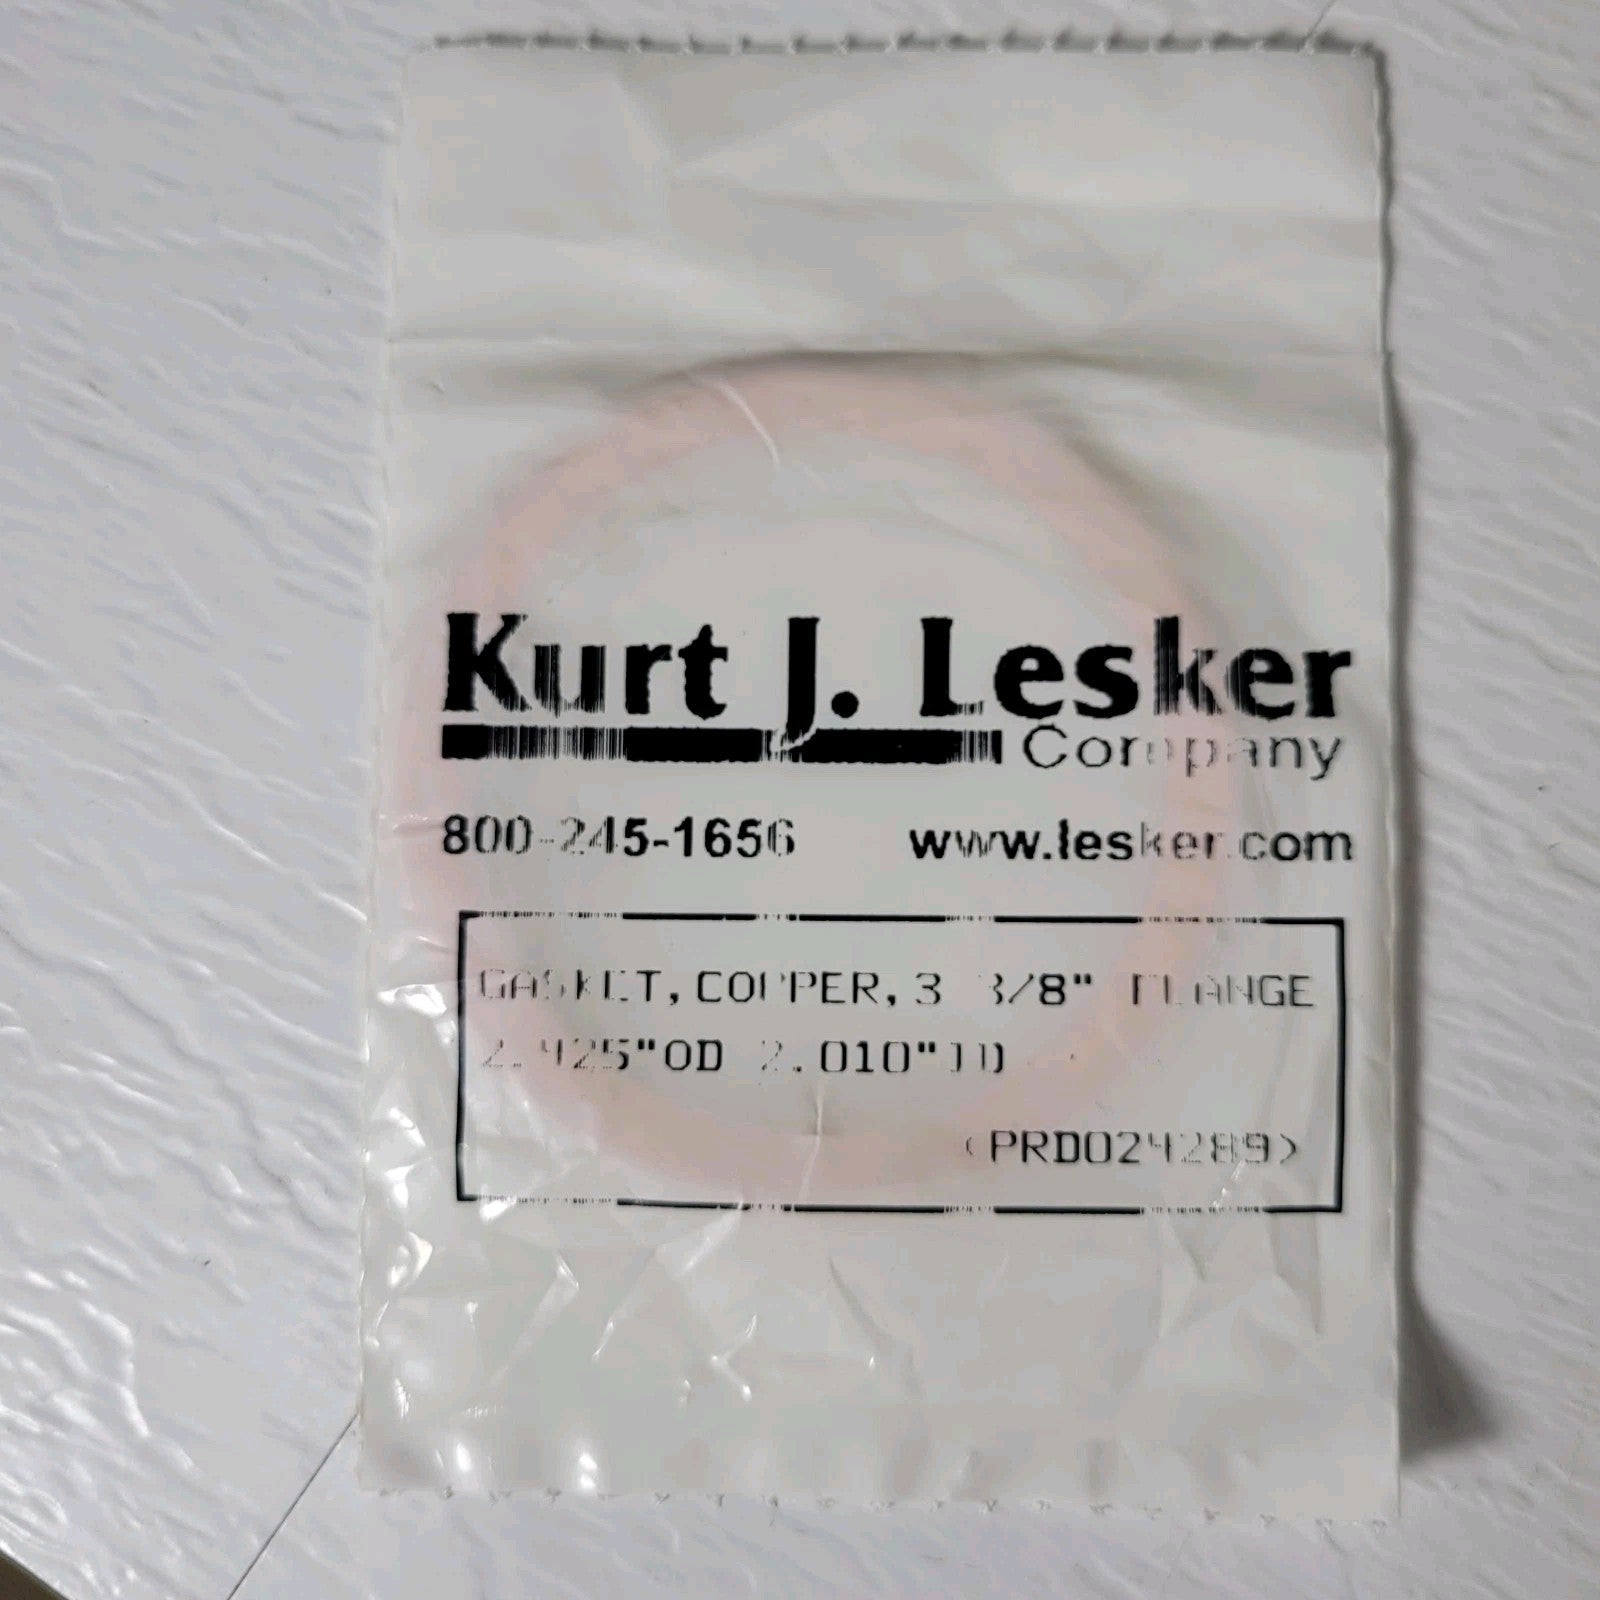 Kurt J. Lesker
Company
800-245-1656 www.lesker.com
GASKET, COPPER, 3 3/8" FLANGE
2.425"OD 2.010"ID
(PRD024289)